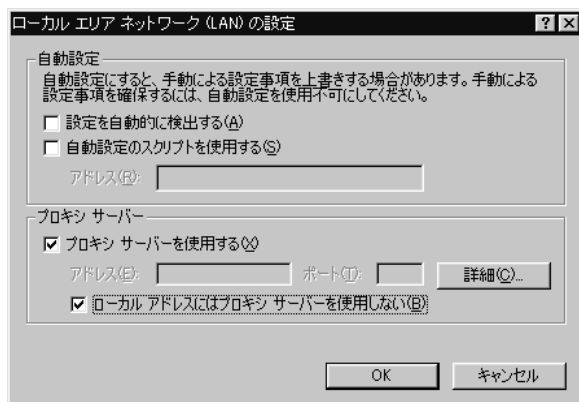 ローカル エリア ネットワーク (LAN) の設定
自動設定
自動設定にすると、手動による設定事項を上書きする場合があります。手動による
設定事項を確保するには、自動設定を使用不可にしてください。
設定を自動的に検出する(A)
自動設定のスクリプトを使用する(S)
アドレス(R):
プロキシ サーバー
プロキシ サーバーを使用する(X)
アドレス(E): ポート(T): 詳細(C)...
ローカル アドレスにはプロキシ サーバーを使用しない(B)
OK キャンセル